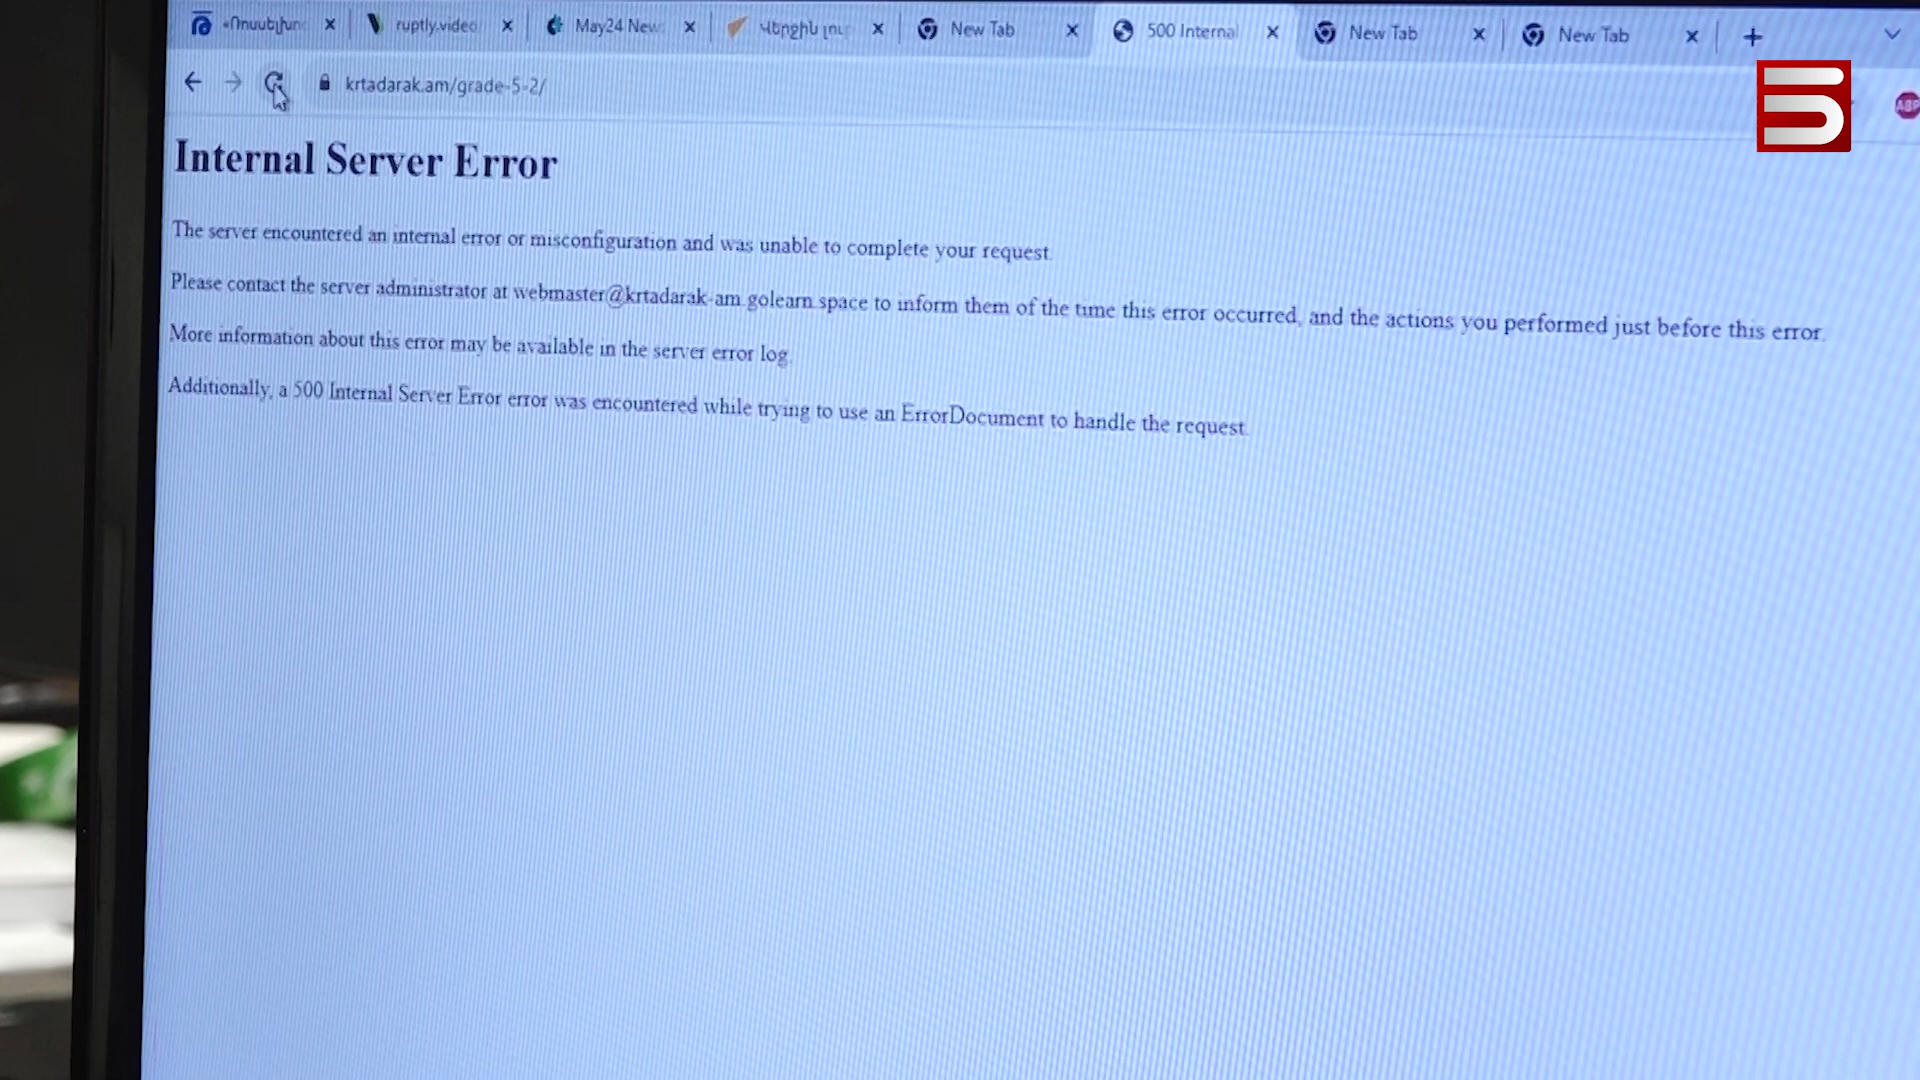 «Ռուսելխո
ruptly.video
May24 New
Վերջին լու
New Tab
500 Internal
New Tab
New Tab
krtadarak.am/grade-5-2/
ABP
Internal Server Error
The server encountered an internal error or misconfiguration and was unable to complete your request.
Please contact the server administrator at webmaster@krtadarak-am.golearn.space to inform them of the time this error occurred, and the actions you performed just before this error.
More information about this error may be available in the server error log.
Additionally, a 500 Internal Server Error error was encountered while trying to use an ErrorDocument to handle the request.